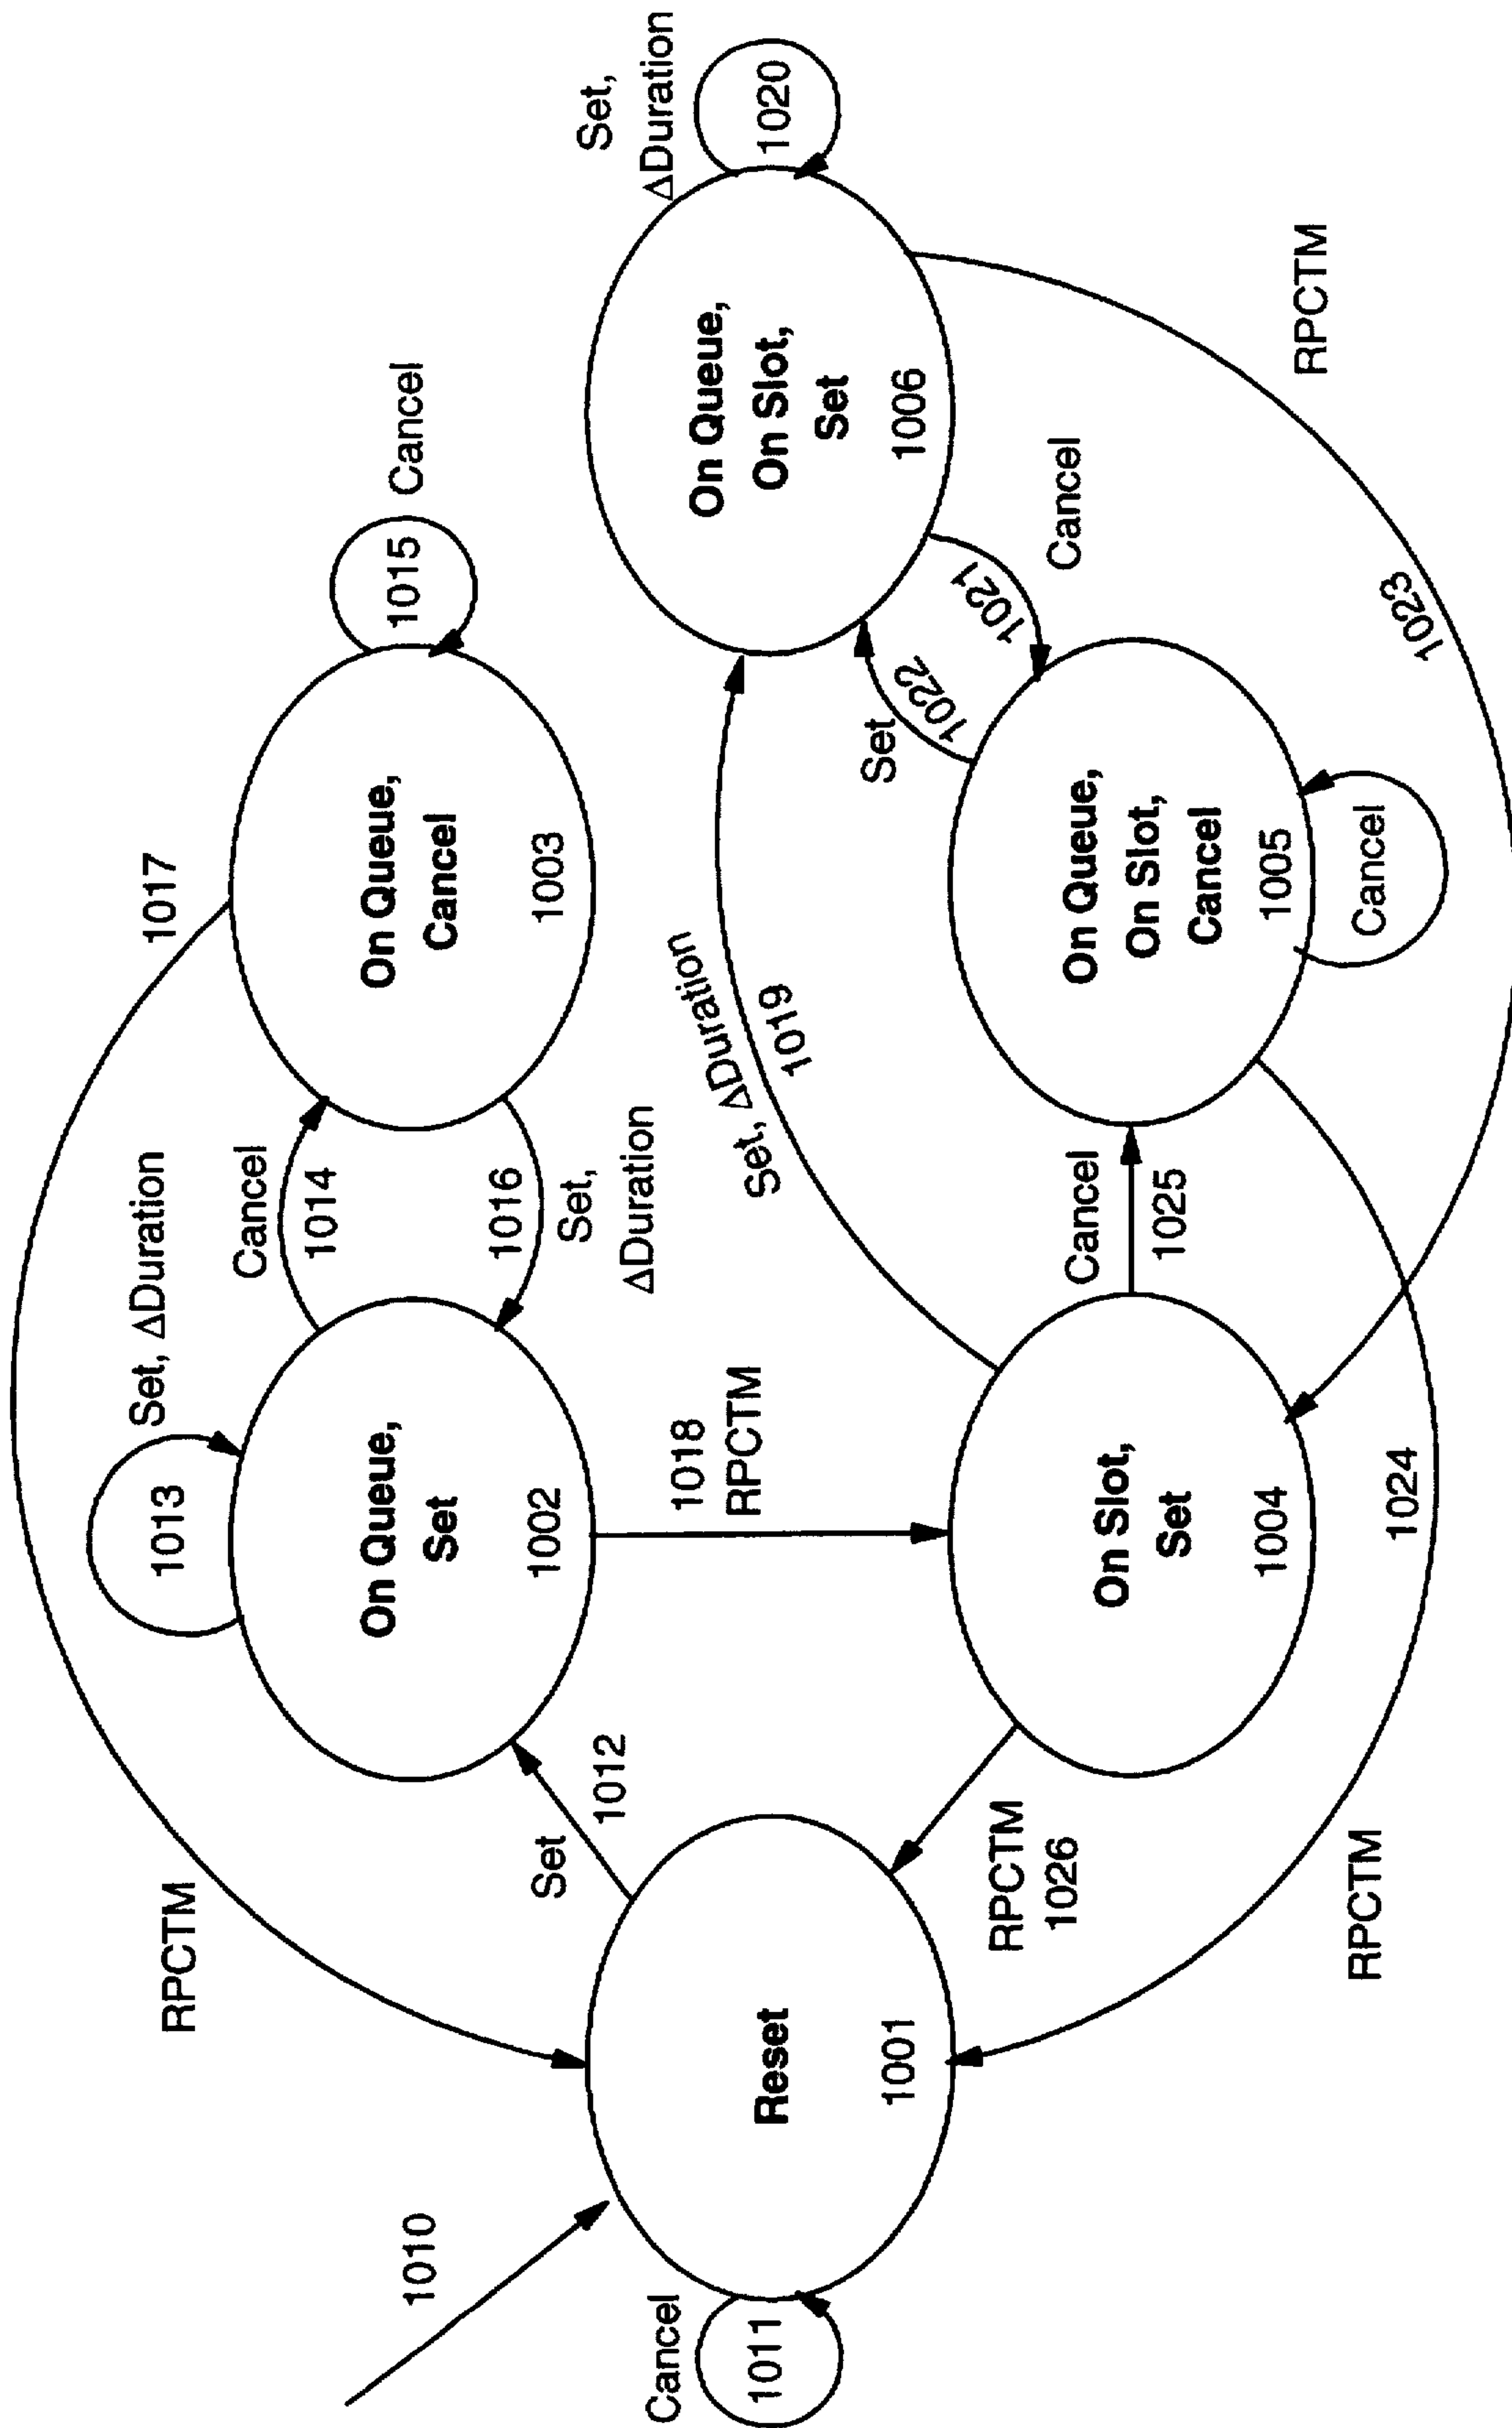 1010
Cancel
1011
Reset
1001
RPCTM
1017
Set
1012
1013
Set, ΔDuration
On Queue,
Set
1002
Cancel
1014
1016
Set,
ΔDuration
On Queue,
Cancel
1003
1015
Cancel
1018
RPCTM
RPCTM
1026
On Slot,
Set
1004
Set, ΔDuration
1019
Cancel
1025
On Queue,
On Slot,
Cancel
1005
Cancel
Set
1022
1021
Cancel
On Queue,
On Slot,
Set
1006
Set,
ΔDuration
1020
RPCTM
1023
1024
RPCTM